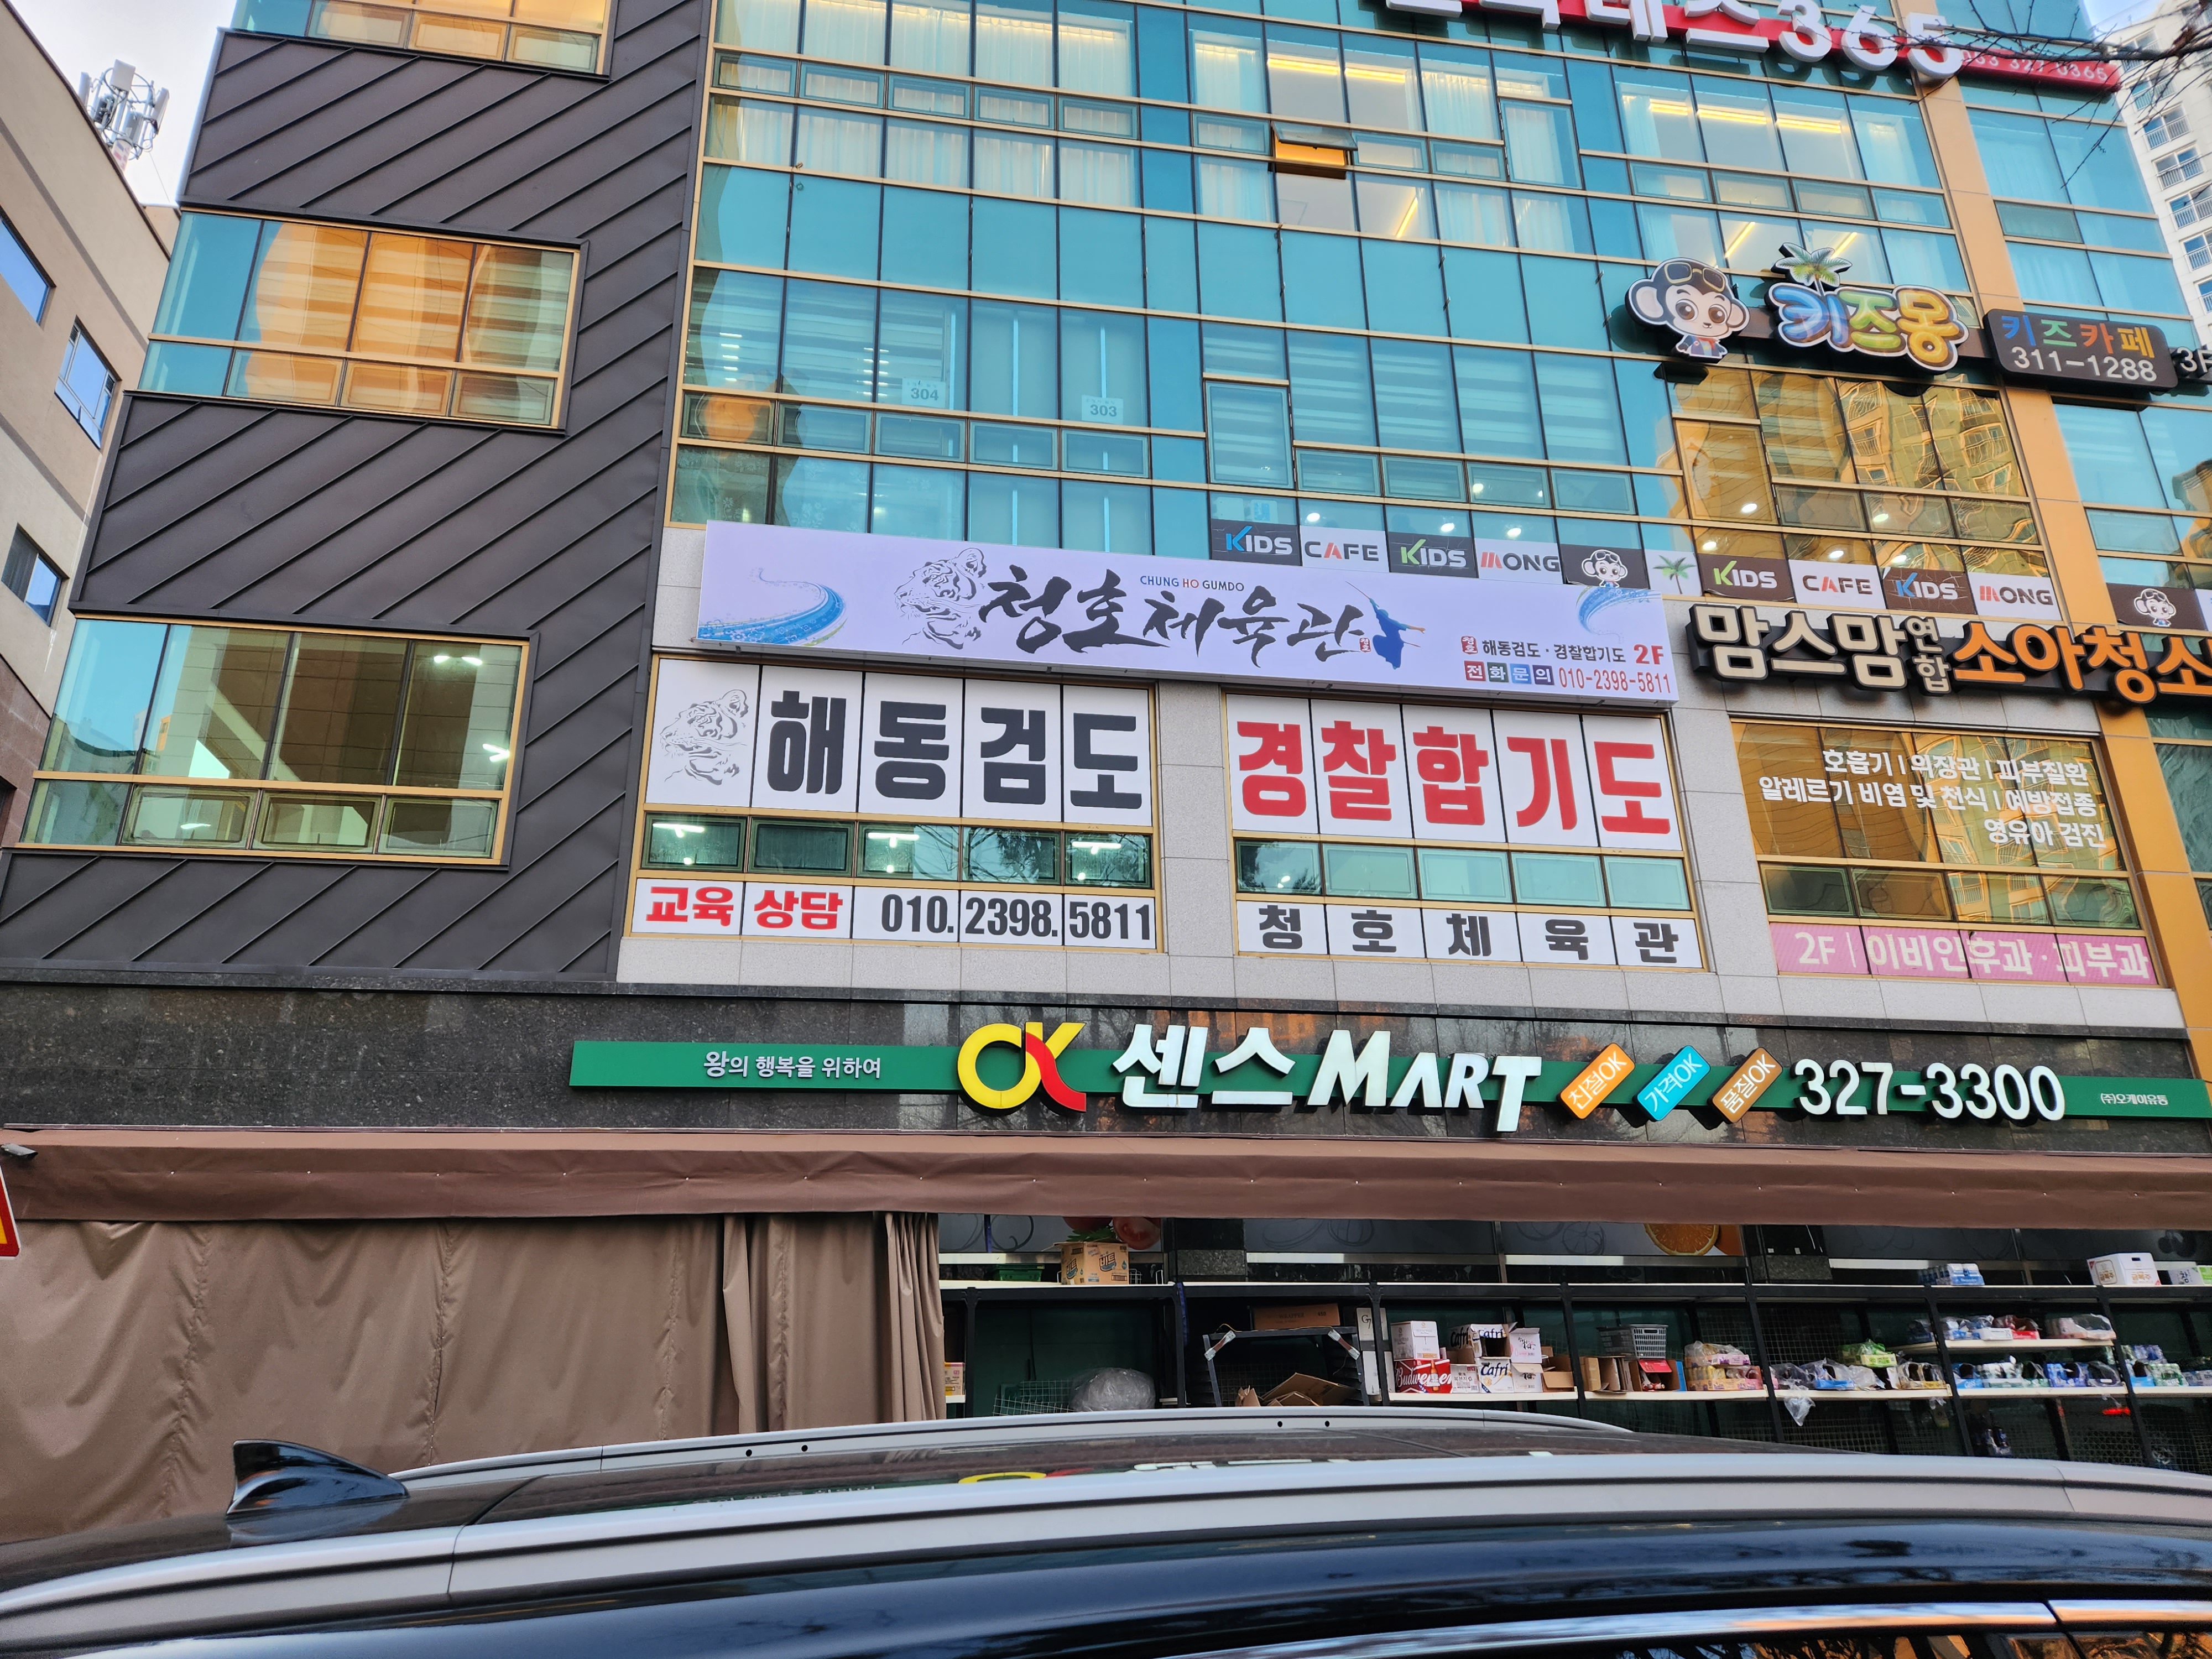 365
063 327 0365
키즈몽
키즈카페
311-1288
3F
304
303
KIDS CAFE KIDS MONG KIDS CAFE KIDS MONG
CHUNG HO GUMDO
청호체육관
해동검도·경찰합기도 2F
전화문의 010-2398-5811
맘스맘연합소아청소
해동검도
경찰합기도
호흡기 | 위장관 | 피부질환
알레르기 비염 및 천식 | 예방접종
영유아 검진
교육 상담 010. 2398. 5811
청호체육관
2F | 이비인후과·피부과
왕의 행복을 위하여
OK 센스 MART
친절OK 가격OK 품질OK
327-3300
(주)오케이유통
Cafri
Budweiser
Cafri